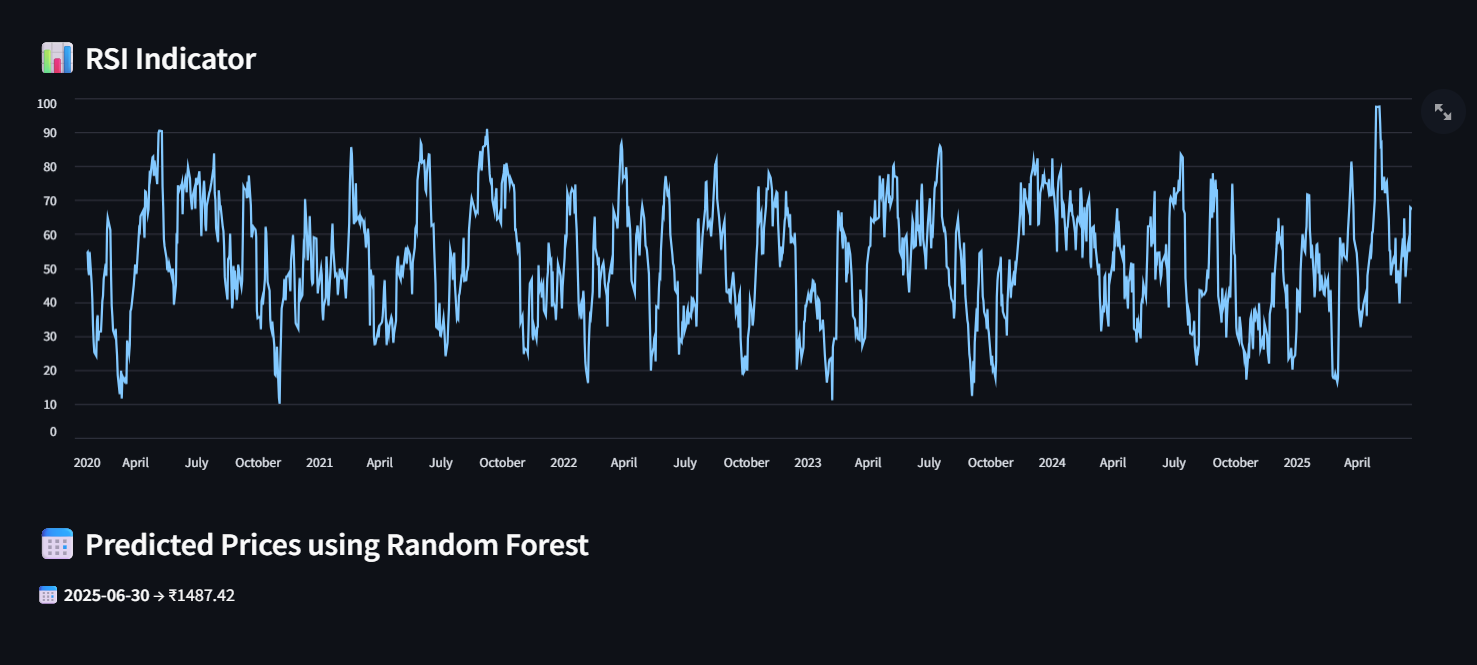 RSI Indicator
100
90
80
70
60
50
40
30
20
10
0
2020 April July October 2021 April July October 2022 April July October 2023 April July October 2024 April July October 2025 April
Predicted Prices using Random Forest
2025-06-30 → ₹1487.42